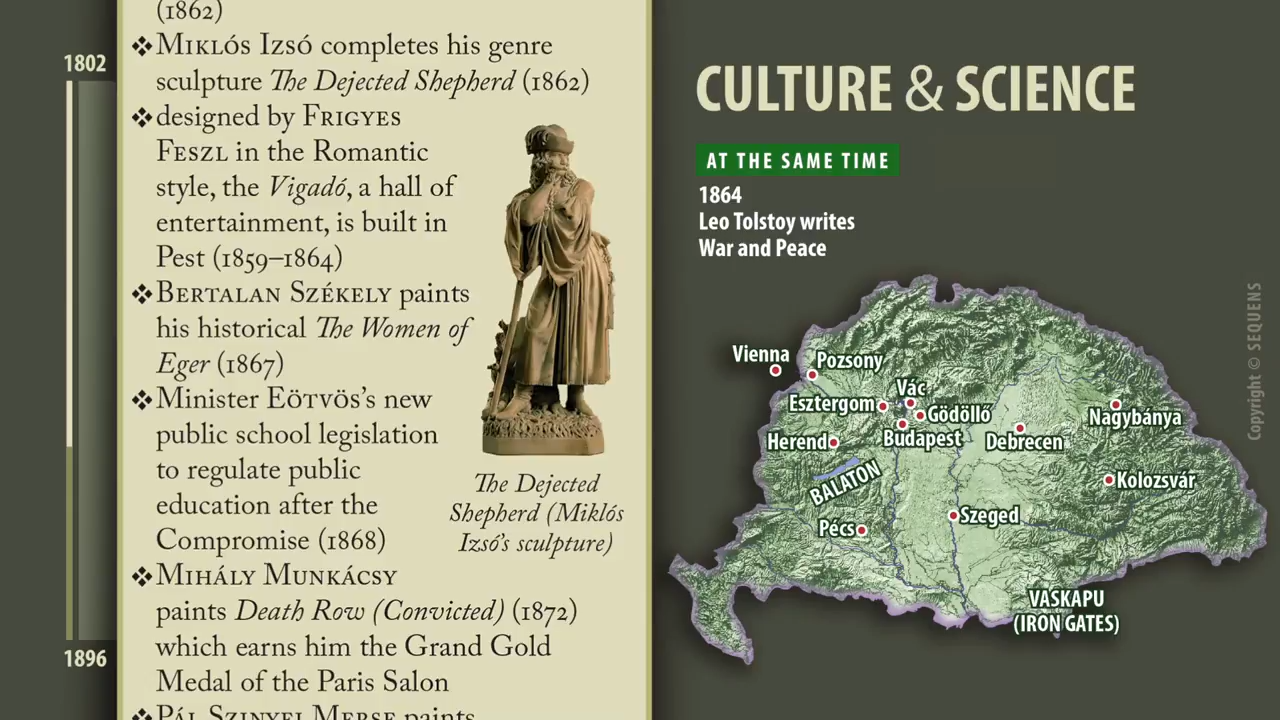 (1862)
❖ Miklós Izsó completes his genre
sculpture The Dejected Shepherd (1862)
❖ designed by Frigyes
Feszl in the Romantic
style, the Vigadó, a hall of
entertainment, is built in
Pest (1859–1864)
❖ Bertalan Székely paints
his historical The Women of
Eger (1867)
❖ Minister Eötvös's new
public school legislation
to regulate public
education after the
Compromise (1868)
❖ Mihály Munkácsy
paints Death Row (Convicted) (1872)
which earns him the Grand Gold
Medal of the Paris Salon
❖ Pál Szinyei Merse paints
The Dejected
Shepherd (Miklós
Izsó's sculpture)
1802
1896
CULTURE & SCIENCE
AT THE SAME TIME
1864
Leo Tolstoy writes
War and Peace
Vienna
Pozsony
Vác
Esztergom
Gödöllő
Nagybánya
Herend
Budapest
Debrecen
BALATON
Kolozsvár
Szeged
Pécs
VASKAPU
(IRON GATES)
Copyright © SEQUENS